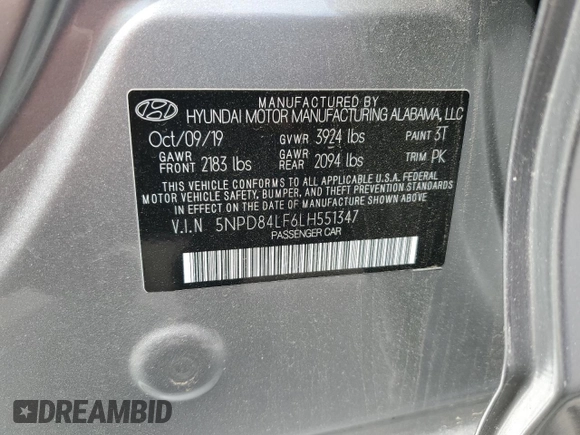 MANUFACTURED BY
HYUNDAI MOTOR MANUFACTURING ALABAMA, LLC
Oct/09/19 GVWR 3924 lbs PAINT 3T
GAWR FRONT 2183 lbs GAWR REAR 2094 lbs TRIM PK
THIS VEHICLE CONFORMS TO ALL APPLICABLE U.S.A. FEDERAL
MOTOR VEHICLE SAFETY, BUMPER, AND THEFT PREVENTION STANDARDS
IN EFFECT ON THE DATE OF MANUFACTURE SHOWN ABOVE
V.I.N 5NPD84LF6LH551347
PASSENGER CAR
DREAMBID